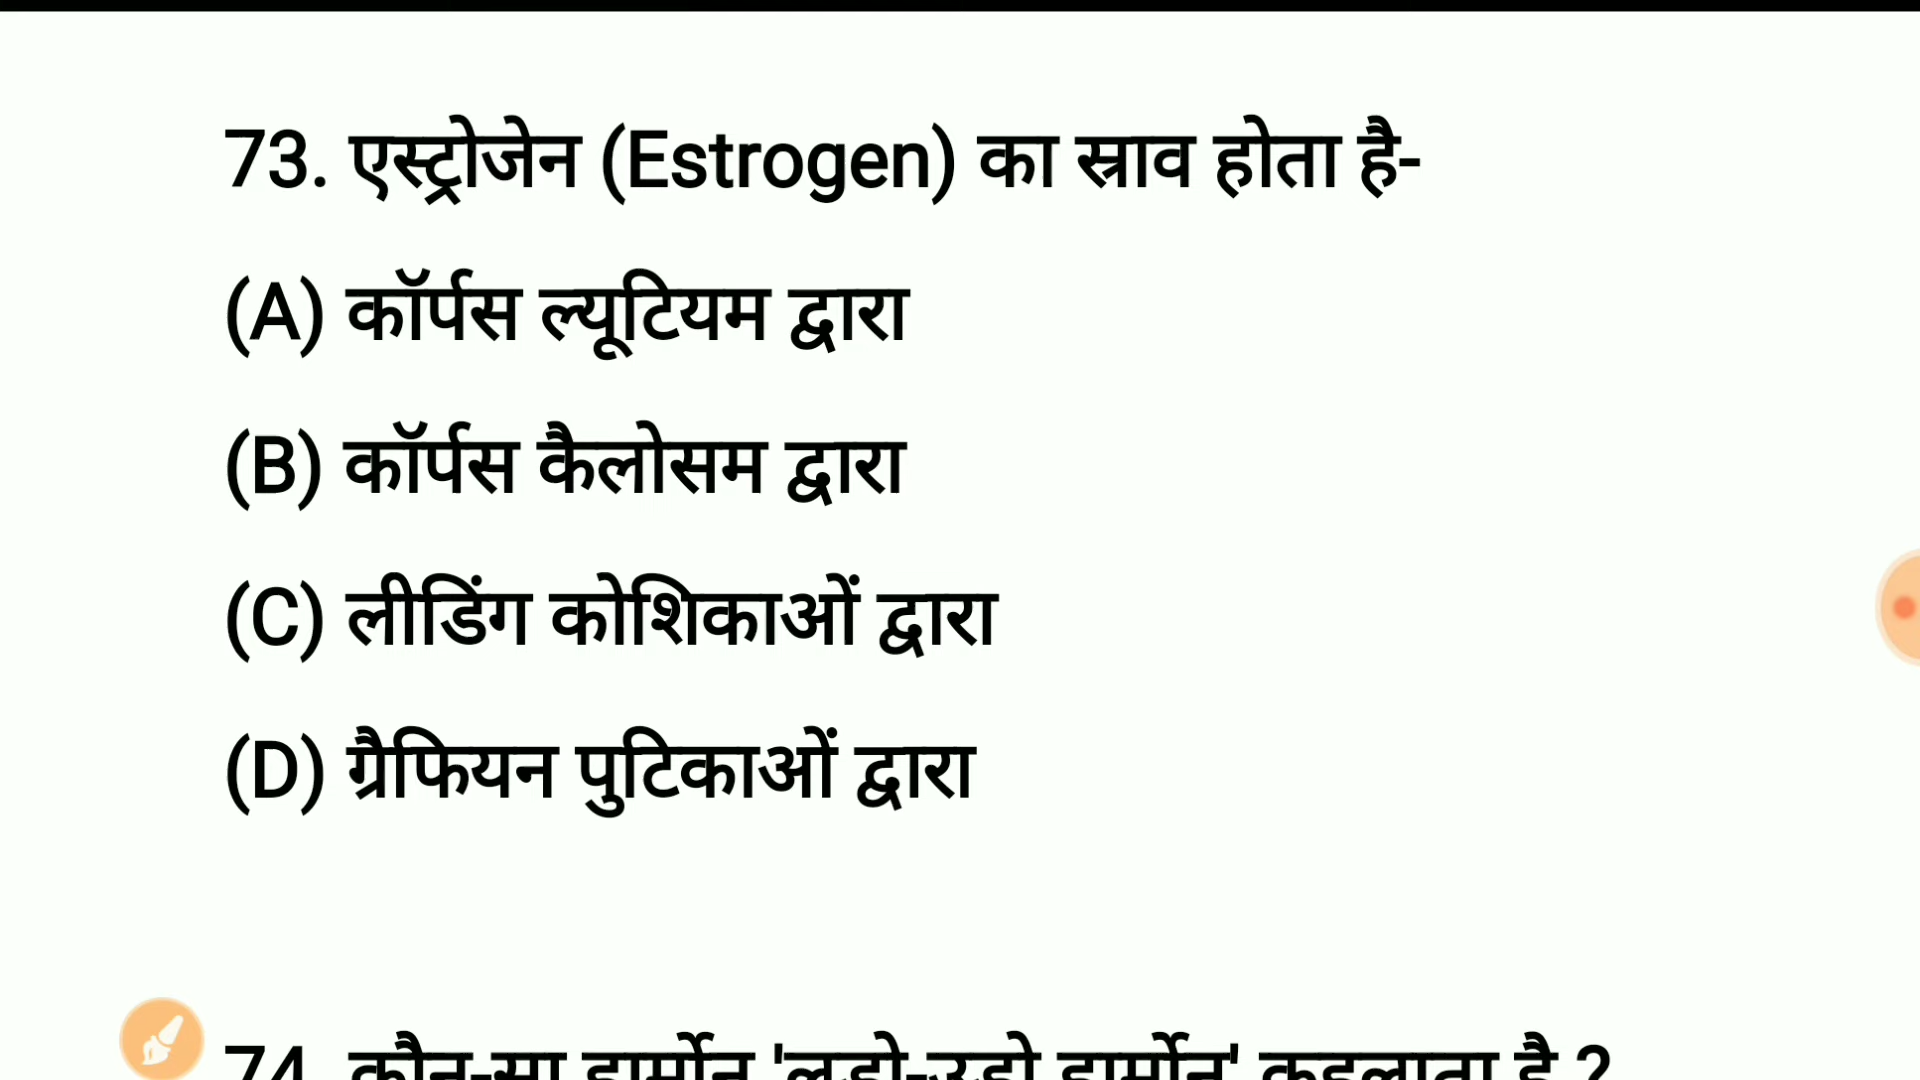 73. एस्ट्रोजेन (Estrogen) का स्राव होता है-
(A) कॉर्पस ल्यूटियम द्वारा
(B) कॉर्पस कैलोसम द्वारा
(C) लीडिंग कोशिकाओं द्वारा
(D) ग्रैफियन पुटिकाओं द्वारा
74. कौन-सा हार्मोन 'लड़ो-उड़ो हार्मोन' कहलाता है ?